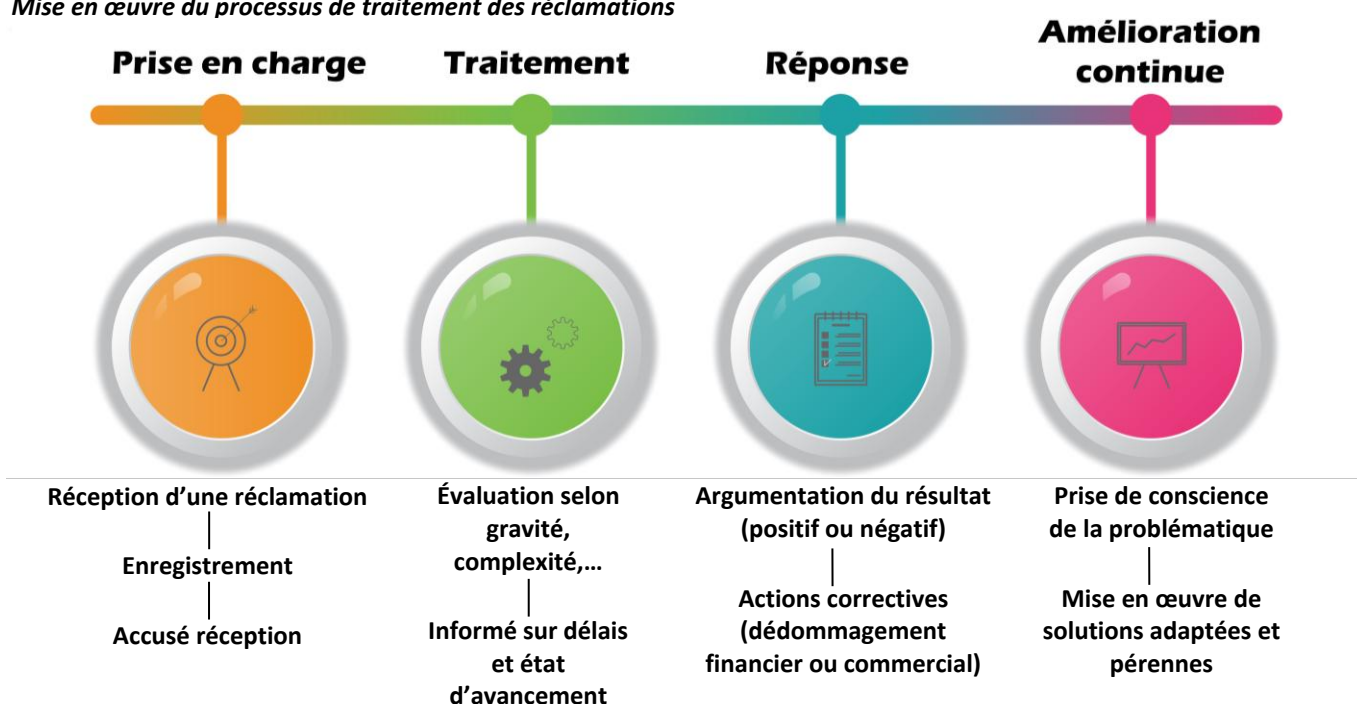 Mise en œuvre du processus de traitement des réclamations
Prise en charge
Traitement
Réponse
Amélioration
continue
Réception d’une réclamation
Enregistrement
Accusé réception
Évaluation selon
gravité,
complexité,…
Informé sur délais
et état
d’avancement
Argumentation du résultat
(positif ou négatif)
Actions correctives
(dédommagement
financier ou commercial)
Prise de conscience
de la problématique
Mise en œuvre de
solutions adaptées et
pérennes